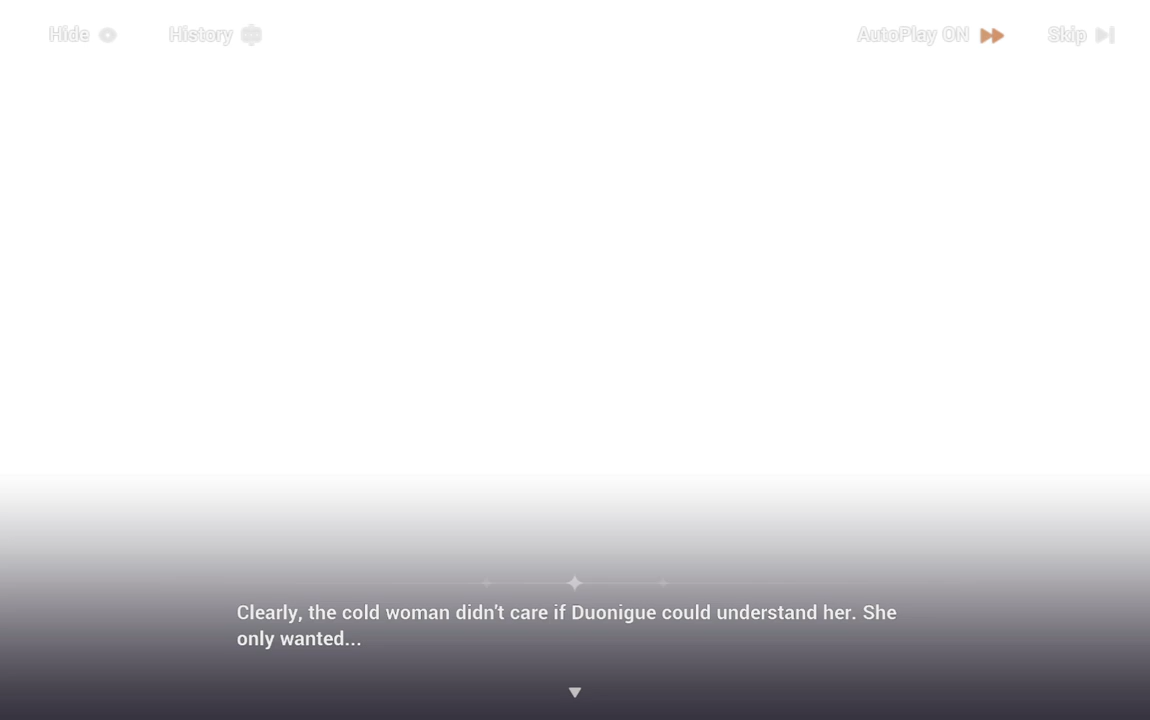 Hide
History
AutoPlay ON
Skip
Clearly, the cold woman didn't care if Duonigue could understand her. She
only wanted...